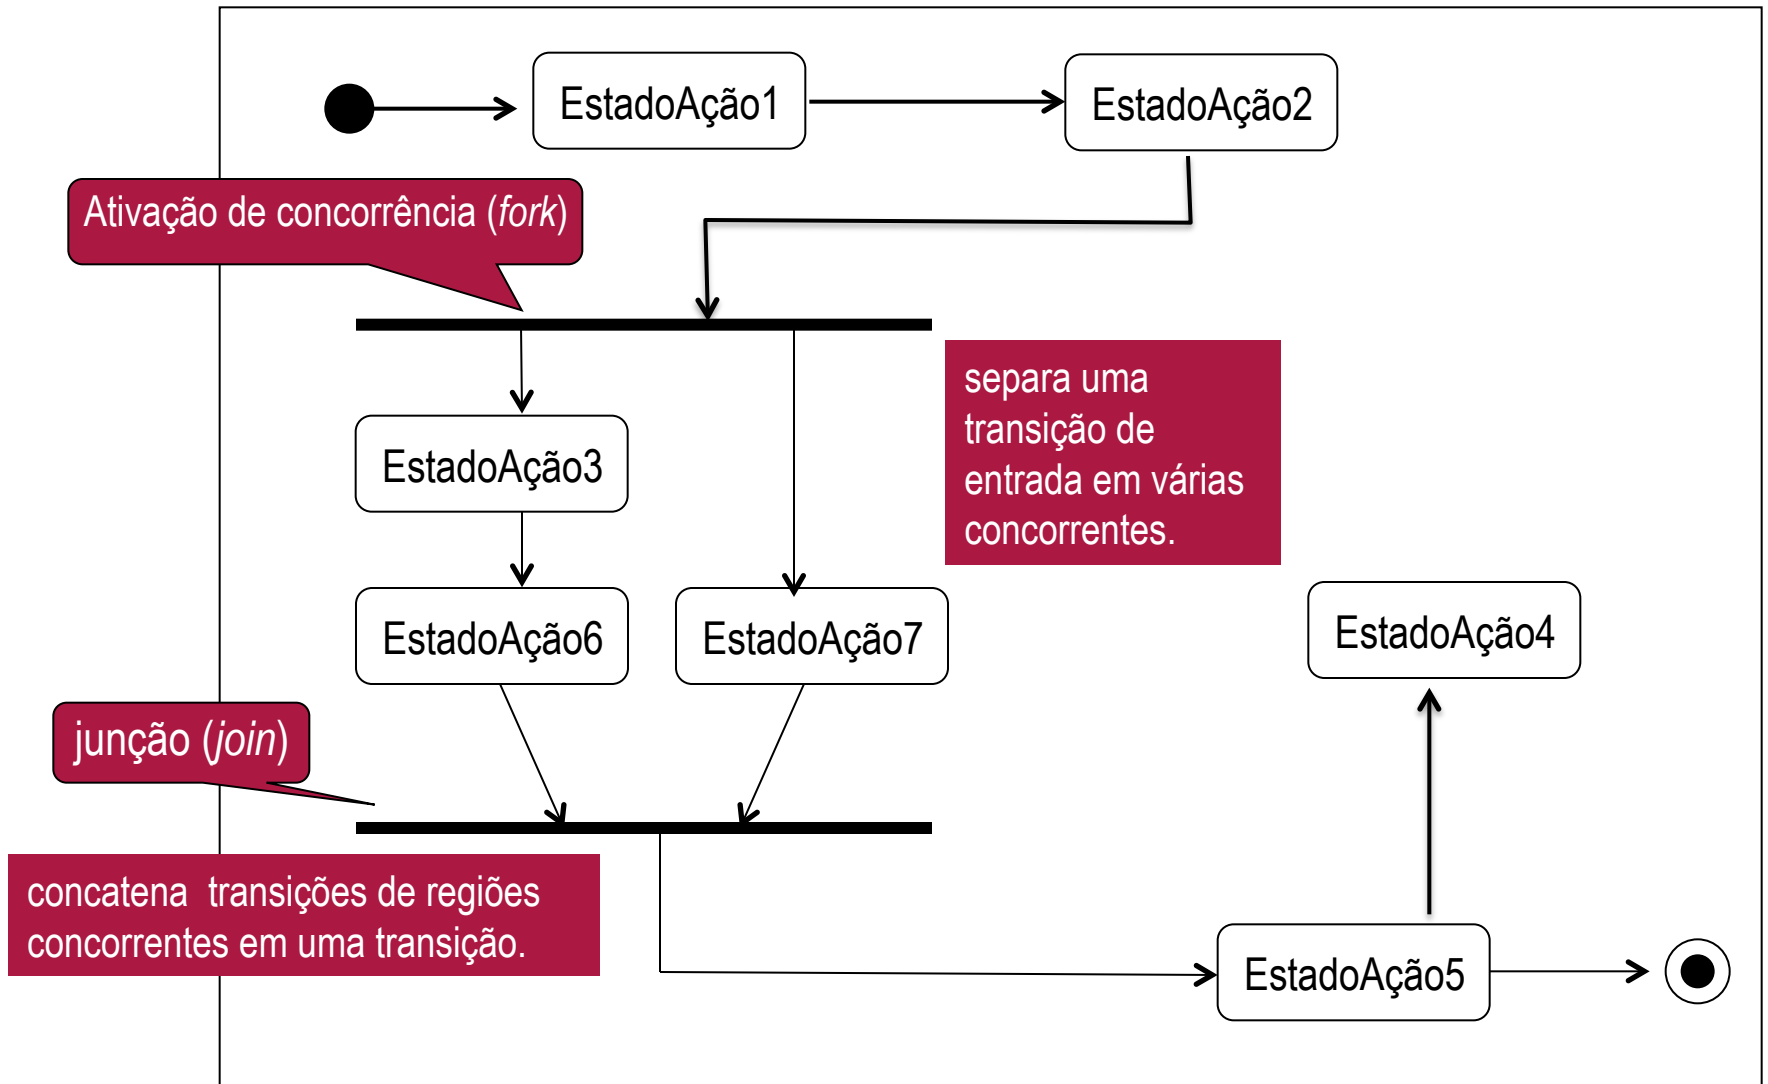 EstadoAção1
EstadoAção2
Ativação de concorrência (fork)
separa uma
transição de
entrada em várias
concorrentes.
EstadoAção3
EstadoAção6
EstadoAção7
EstadoAção4
junção (join)
concatena  transições de regiões
concorrentes em uma transição.
EstadoAção5